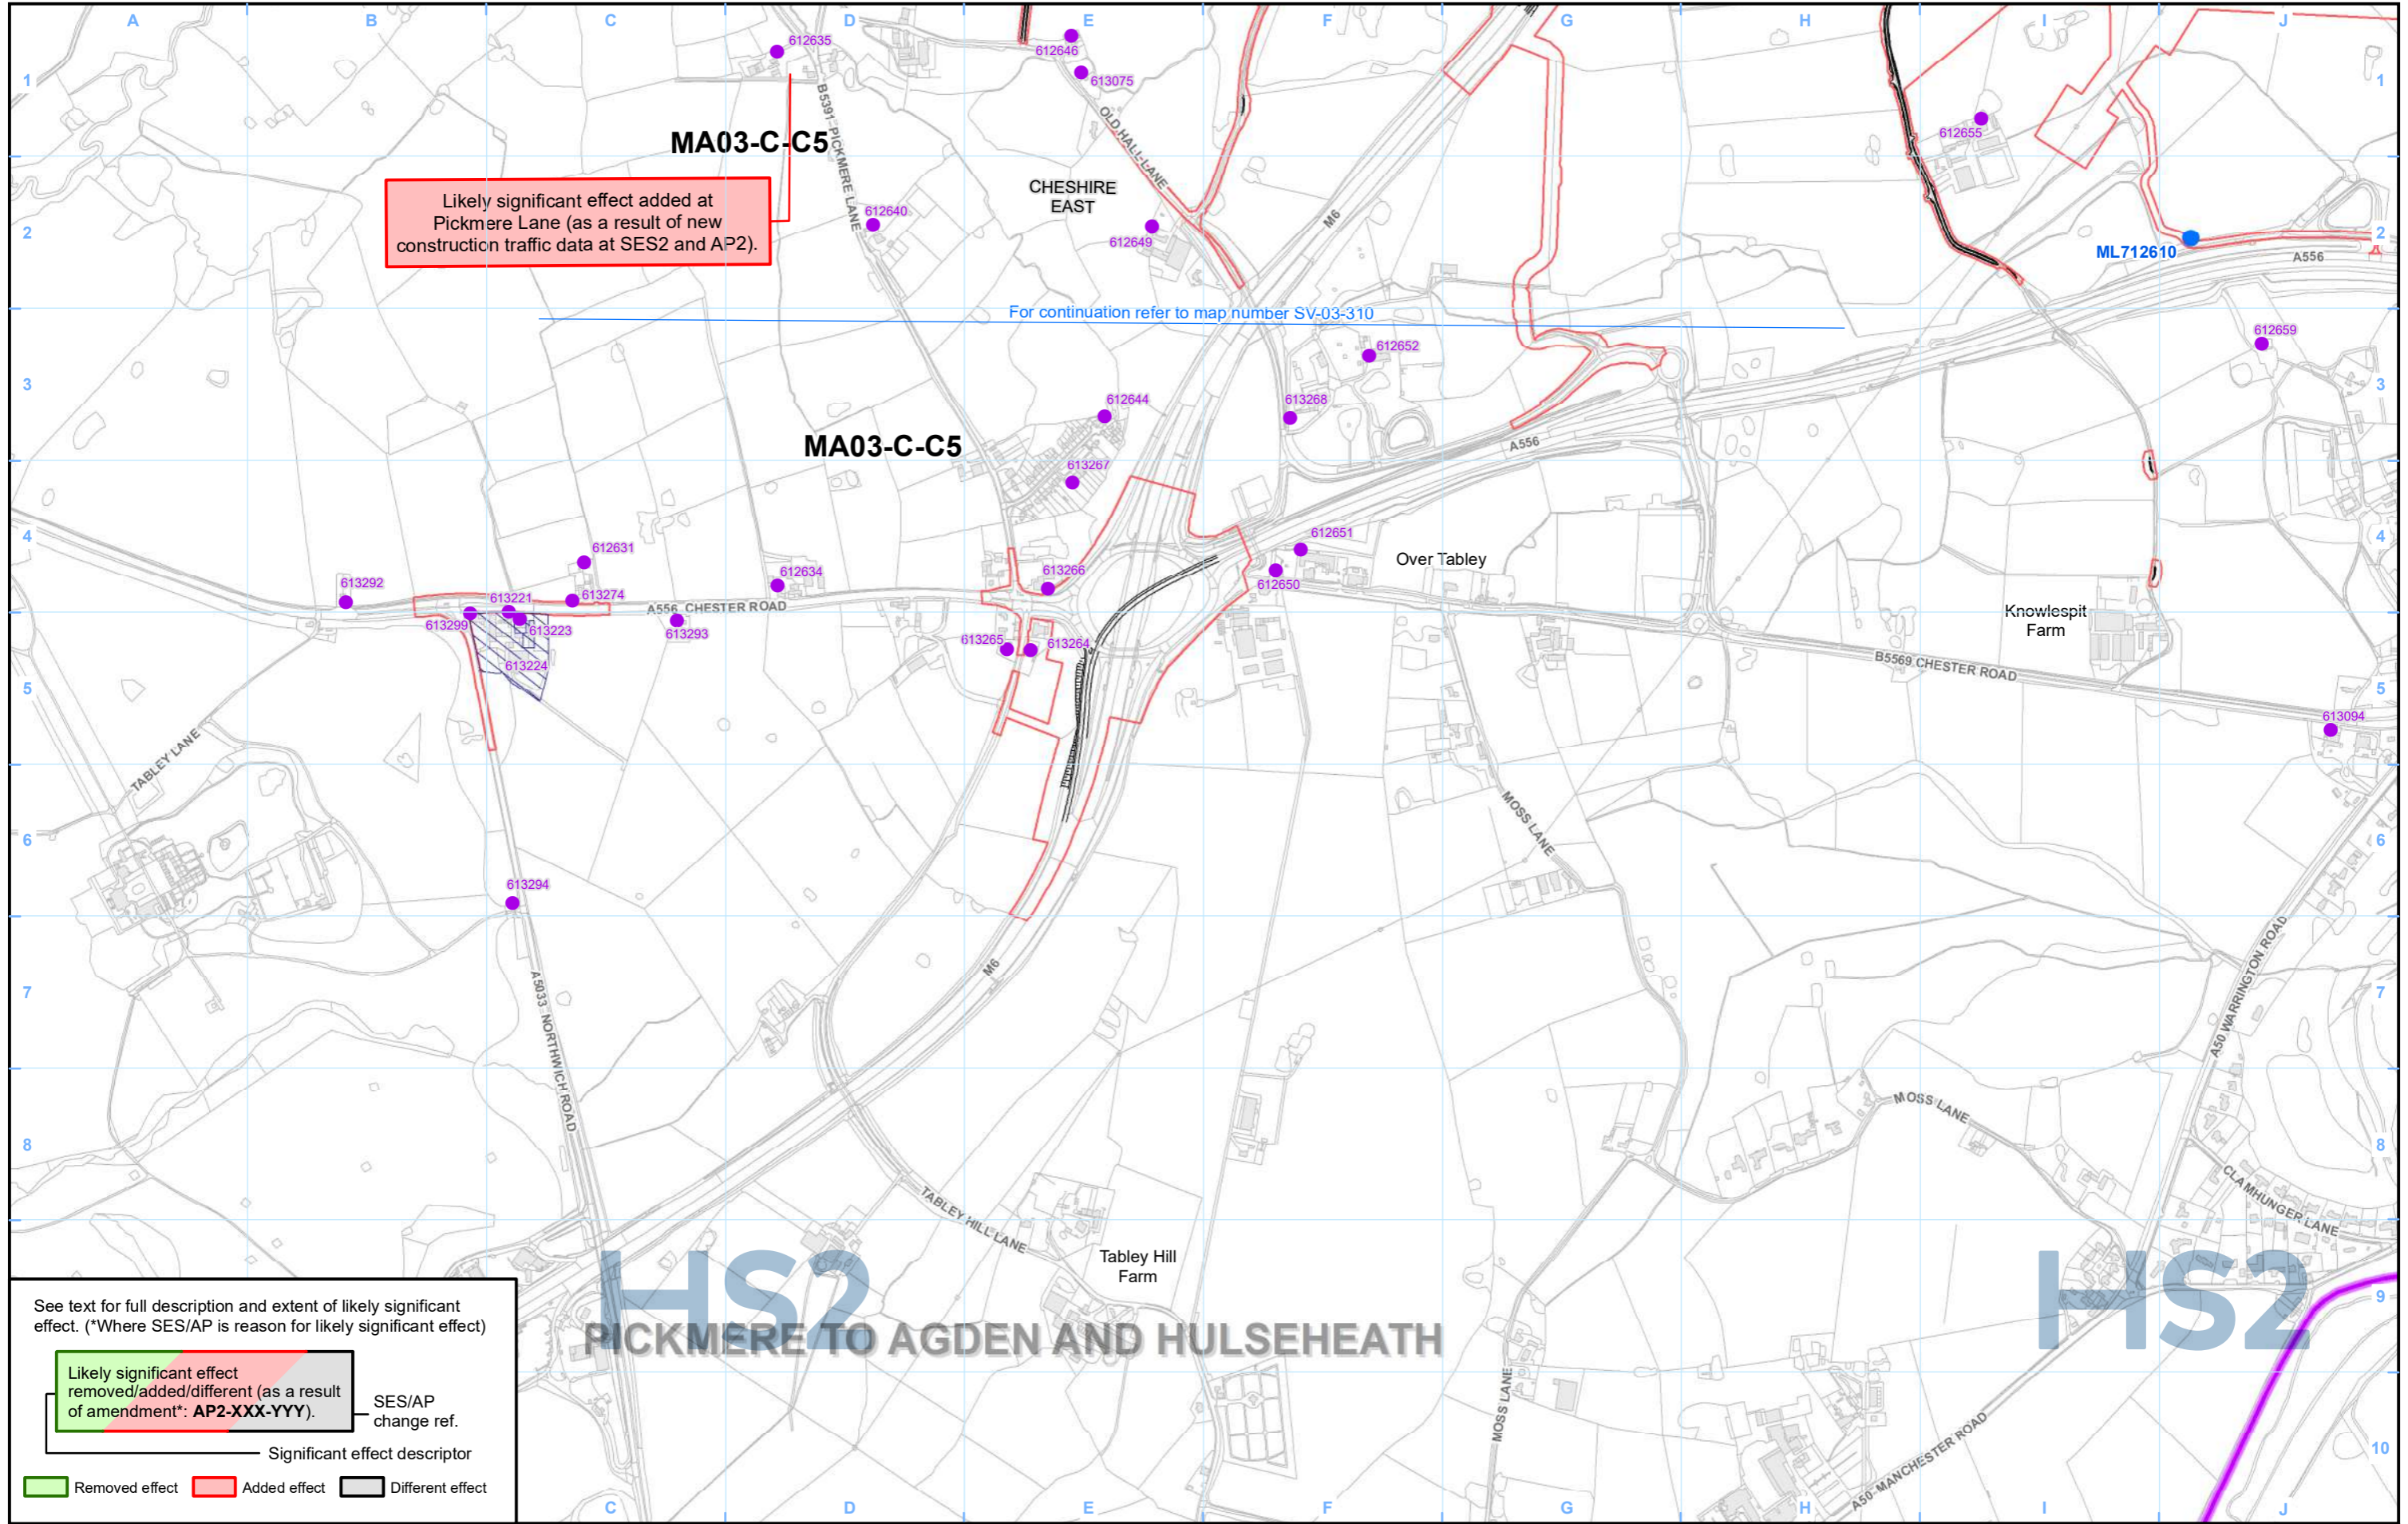 A B C D E F G H I J
612635
612646
613075
1 1
B5391 PICKMERE LANE
OLD HALL LANE
612655
MA03-C-C5
Likely significant effect added at
Pickmere Lane (as a result of new
construction traffic data at SES2 and AP2).
CHESHIRE
EAST
612640
M6
2 2
612649
ML712610
A556
For continuation refer to map number SV-03-310
612659
612652
3 3
612644
613268
MA03-C-C5
A556
613267
4 4
612651
612631
Over Tabley
613266
612634
612650
613292
613221
613274
A556 CHESTER ROAD
Knowlespit
Farm
613299
613223
613293
613265
613264
613224
B5569 CHESTER ROAD
5 5
613094
TABLEY LANE
MOSS LANE
6 6
613294
A50 WARRINGTON ROAD
M6
7 7
A5033 NORTHWICH ROAD
MOSS LANE
8 8
TABLEY HILL LANE
CLAMHUNGER LANE
Tabley Hill
Farm
HS2 HS2
9
PICKMERE TO AGDEN AND HULSEHEATH
See text for full description and extent of likely significant
effect. (*Where SES/AP is reason for likely significant effect)
Likely significant effect
removed/added/different (as a result
of amendment*: AP2-XXX-YYY).
SES/AP
change ref.
Significant effect descriptor
Removed effect Added effect Different effect
MOSS LANE
A50 MANCHESTER ROAD
10
C D E F G H I J